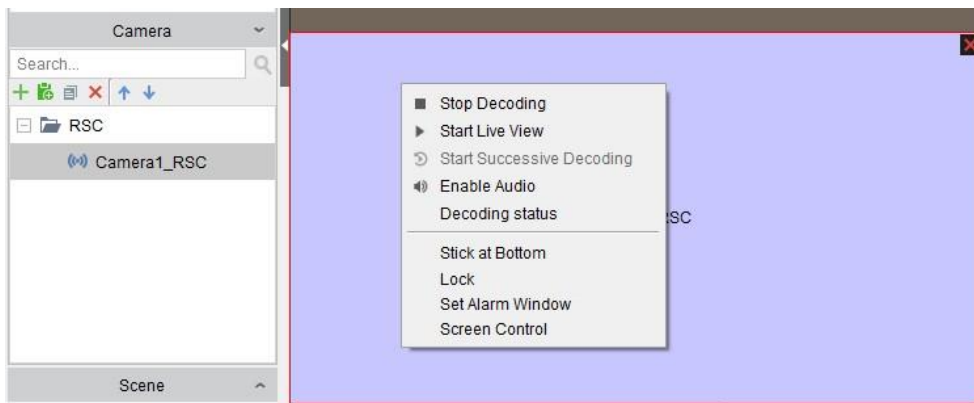 Camera
Search...
RSC
Camera1_RSC
Scene
Stop Decoding
Start Live View
Start Successive Decoding
Enable Audio
Decoding status
Stick at Bottom
Lock
Set Alarm Window
Screen Control